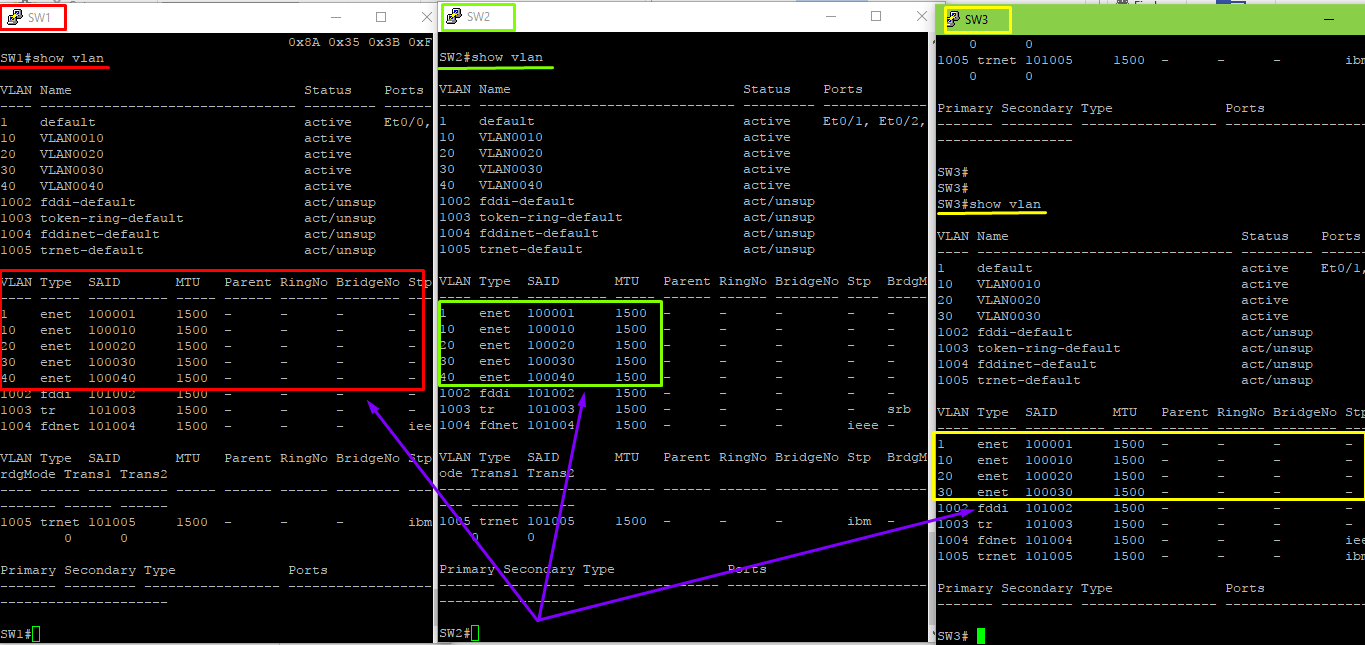 SW1
0x8A 0x35 0x3B 0xF
SW1#show vlan
VLAN Name                             Status    Ports
---- -------------------------------- --------- -----
1    default                          active    Et0/0,
10   VLAN0010                         active
20   VLAN0020                         active
30   VLAN0030                         active
40   VLAN0040                         active
1002 fddi-default                     act/unsup
1003 token-ring-default               act/unsup
1004 fddinet-default                  act/unsup
1005 trnet-default                    act/unsup
VLAN Type  SAID       MTU   Parent RingNo BridgeNo Stp
---- ----- ---------- ----- ------ ------ -------- ---
1    enet  100001     1500  -      -      -        -
10   enet  100010     1500  -      -      -        -
20   enet  100020     1500  -      -      -        -
30   enet  100030     1500  -      -      -        -
40   enet  100040     1500  -      -      -        -
1002 fddi  101002     1500  -      -      -        -
1003 tr    101003     1500  -      -      -        -
1004 fdnet 101004     1500  -      -      -        iee
VLAN Type  SAID       MTU   Parent RingNo BridgeNo Stp
rdgMode Trans1 Trans2
---- ----- ---------- ----- ------ ------ -------- ---
------- ------ ------
1005 trnet 101005     1500  -      -      -        ibm
0      0
Primary Secondary Type              Ports
------- --------- ----------------- ------------------
---------------------
SW1#
SW2
SW2#show vlan
VLAN Name                             Status    Ports
---- -------------------------------- --------- -------------
1    default                          active    Et0/1, Et0/2,
10   VLAN0010                         active
20   VLAN0020                         active
30   VLAN0030                         active
40   VLAN0040                         active
1002 fddi-default                     act/unsup
1003 token-ring-default               act/unsup
1004 fddinet-default                  act/unsup
1005 trnet-default                    act/unsup
VLAN Type  SAID       MTU   Parent RingNo BridgeNo Stp  BrdgM
---- ----- ---------- ----- ------ ------ -------- ---- -----
1    enet  100001     1500  -      -      -        -    -
10   enet  100010     1500  -      -      -        -    -
20   enet  100020     1500  -      -      -        -    -
30   enet  100030     1500  -      -      -        -    -
40   enet  100040     1500  -      -      -        -    -
1002 fddi  101002     1500  -      -      -        -    -
1003 tr    101003     1500  -      -      -        -    srb
1004 fdnet 101004     1500  -      -      -        ieee -
VLAN Type  SAID       MTU   Parent RingNo BridgeNo Stp  BrdgM
ode Trans1 Trans2
---- ----- ---------- ----- ------ ------ -------- ---- -----
--- ------ ------
1005 trnet 101005     1500  -      -      -        ibm  -
0      0
Primary Secondary Type              Ports
------- --------- ----------------- -------------------------
-----------------
SW2#
SW3
0      0
1005 trnet 101005     1500  -      -      -        ibm
0      0
Primary Secondary Type              Ports
------- --------- ----------------- ------------------
-----------------
SW3#
SW3#
SW3#show vlan
VLAN Name                             Status    Ports
---- -------------------------------- --------- -----
1    default                          active    Et0/1,
10   VLAN0010                         active
20   VLAN0020                         active
30   VLAN0030                         active
1002 fddi-default                     act/unsup
1003 token-ring-default               act/unsup
1004 fddinet-default                  act/unsup
1005 trnet-default                    act/unsup
VLAN Type  SAID       MTU   Parent RingNo BridgeNo Stp
---- ----- ---------- ----- ------ ------ -------- ---
1    enet  100001     1500  -      -      -        -
10   enet  100010     1500  -      -      -        -
20   enet  100020     1500  -      -      -        -
30   enet  100030     1500  -      -      -        -
1002 fddi  101002     1500  -      -      -        -
1003 tr    101003     1500  -      -      -        -
1004 fdnet 101004     1500  -      -      -        iee
1005 trnet 101005     1500  -      -      -        ibm
Primary Secondary Type              Ports
------- --------- ----------------- ------------------
SW3#